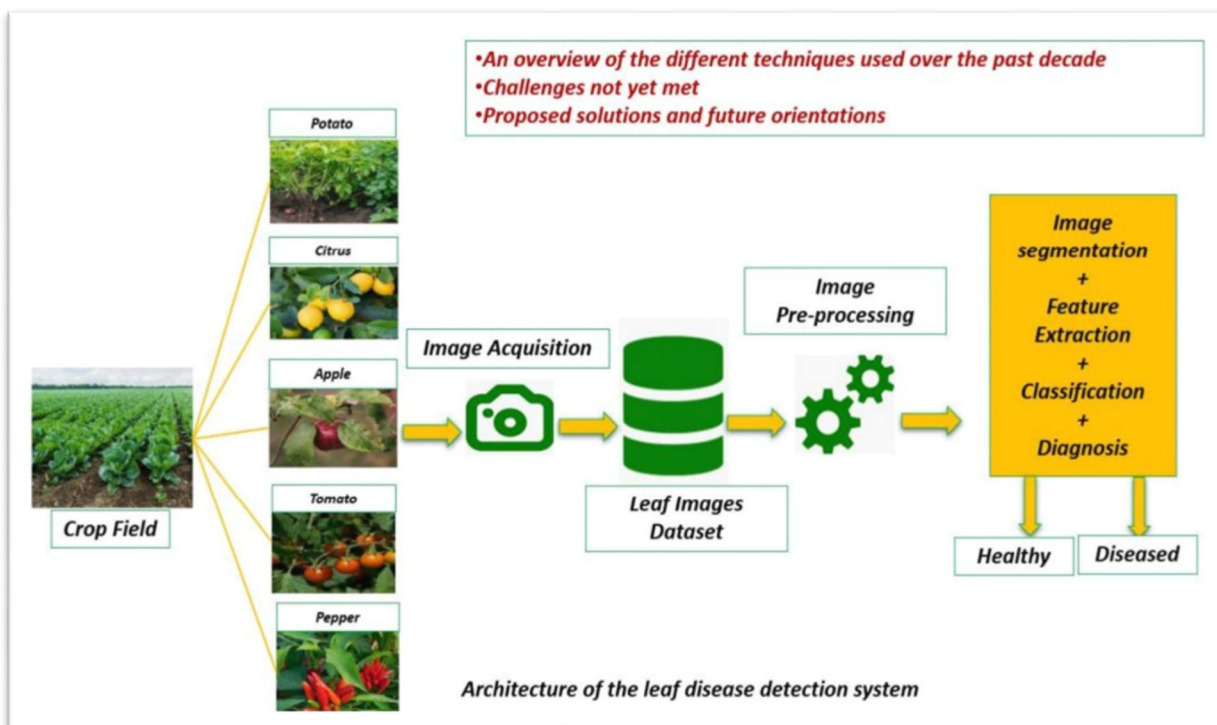 •An overview of the different techniques used over the past decade
•Challenges not yet met
•Proposed solutions and future orientations
Potato
Citrus
Apple
Tomato
Pepper
Crop Field
Image Acquisition
Leaf Images
Dataset
Image
Pre-processing
Image
segmentation
+
Feature
Extraction
+
Classification
+
Diagnosis
Healthy
Diseased
Architecture of the leaf disease detection system